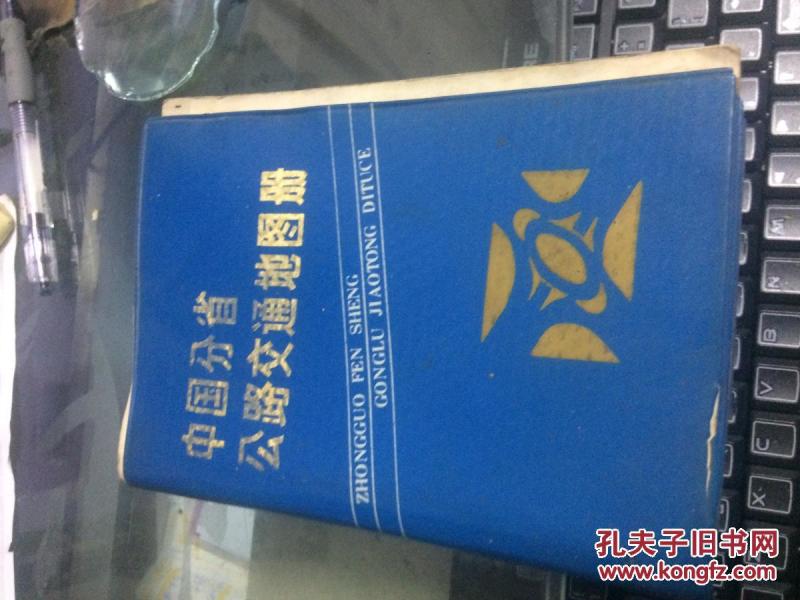 中国分省
公路交通地图册
ZHONGGUO FEN SHENG
GONGLU JIAOTONG DITUCE
孔夫子旧书网
www.kongfz.com